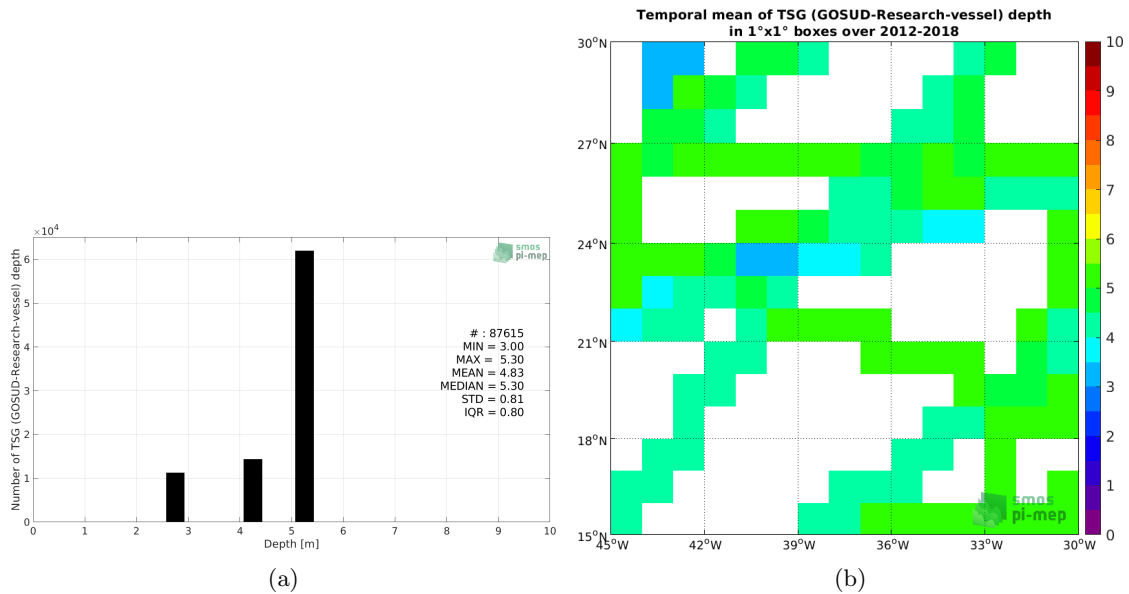 ×10⁴
6
5
4
3
2
1
0
Number of TSG (GOSUD-Research-vessel) depth
0 1 2 3 4 5 6 7 8 9 10
Depth [m]
smos
pi-mep
# : 87615
MIN = 3.00
MAX = 5.30
MEAN = 4.83
MEDIAN = 5.30
STD = 0.81
IQR = 0.80
(a)
Temporal mean of TSG (GOSUD-Research-vessel) depth
in 1°x1° boxes over 2012-2018
30°N
27°N
24°N
21°N
18°N
15°N
45°W 42°W 39°W 36°W 33°W 30°W
smos
pi-mep
10
9
8
7
6
5
4
3
2
1
0
(b)